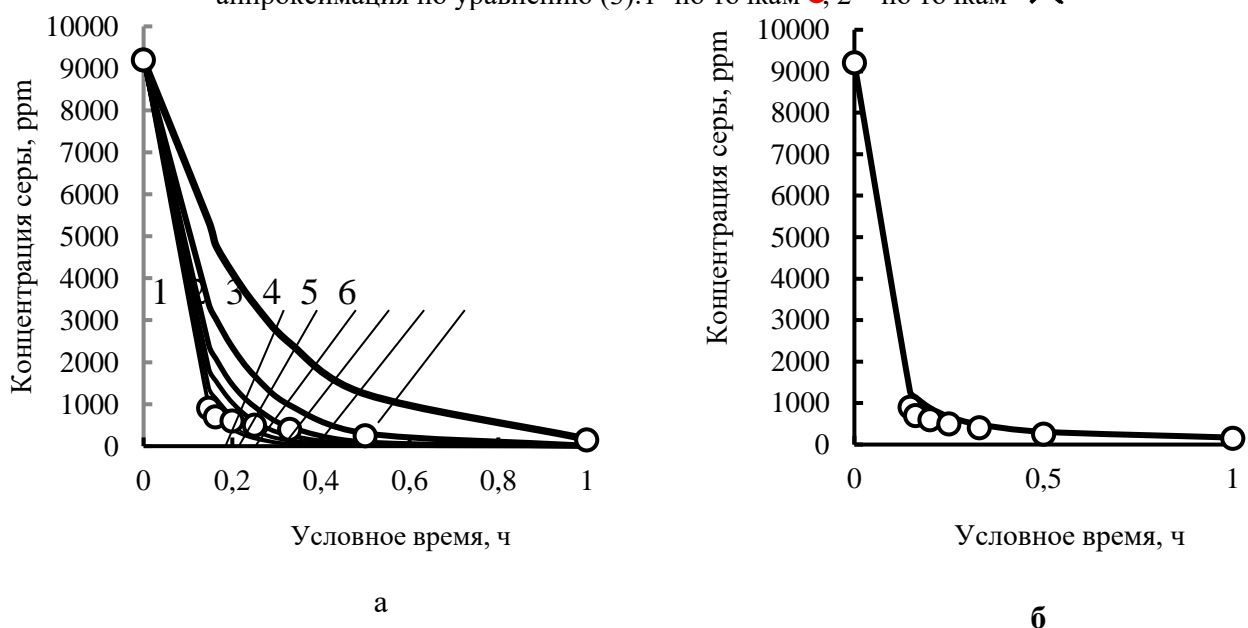 аппроксимация по уравнению (5):1- по точкам , 2 – по точкам
10000
9000
8000
7000
6000
5000
4000
3000
2000
1000
0
Концентрация серы, ppm
1 2 3 4 5 6
0 0,2 0,4 0,6 0,8 1
Условное время, ч
а
10000
9000
8000
7000
6000
5000
4000
3000
2000
1000
0
Концентрация серы, ppm
0 0,5 1
Условное время, ч
б